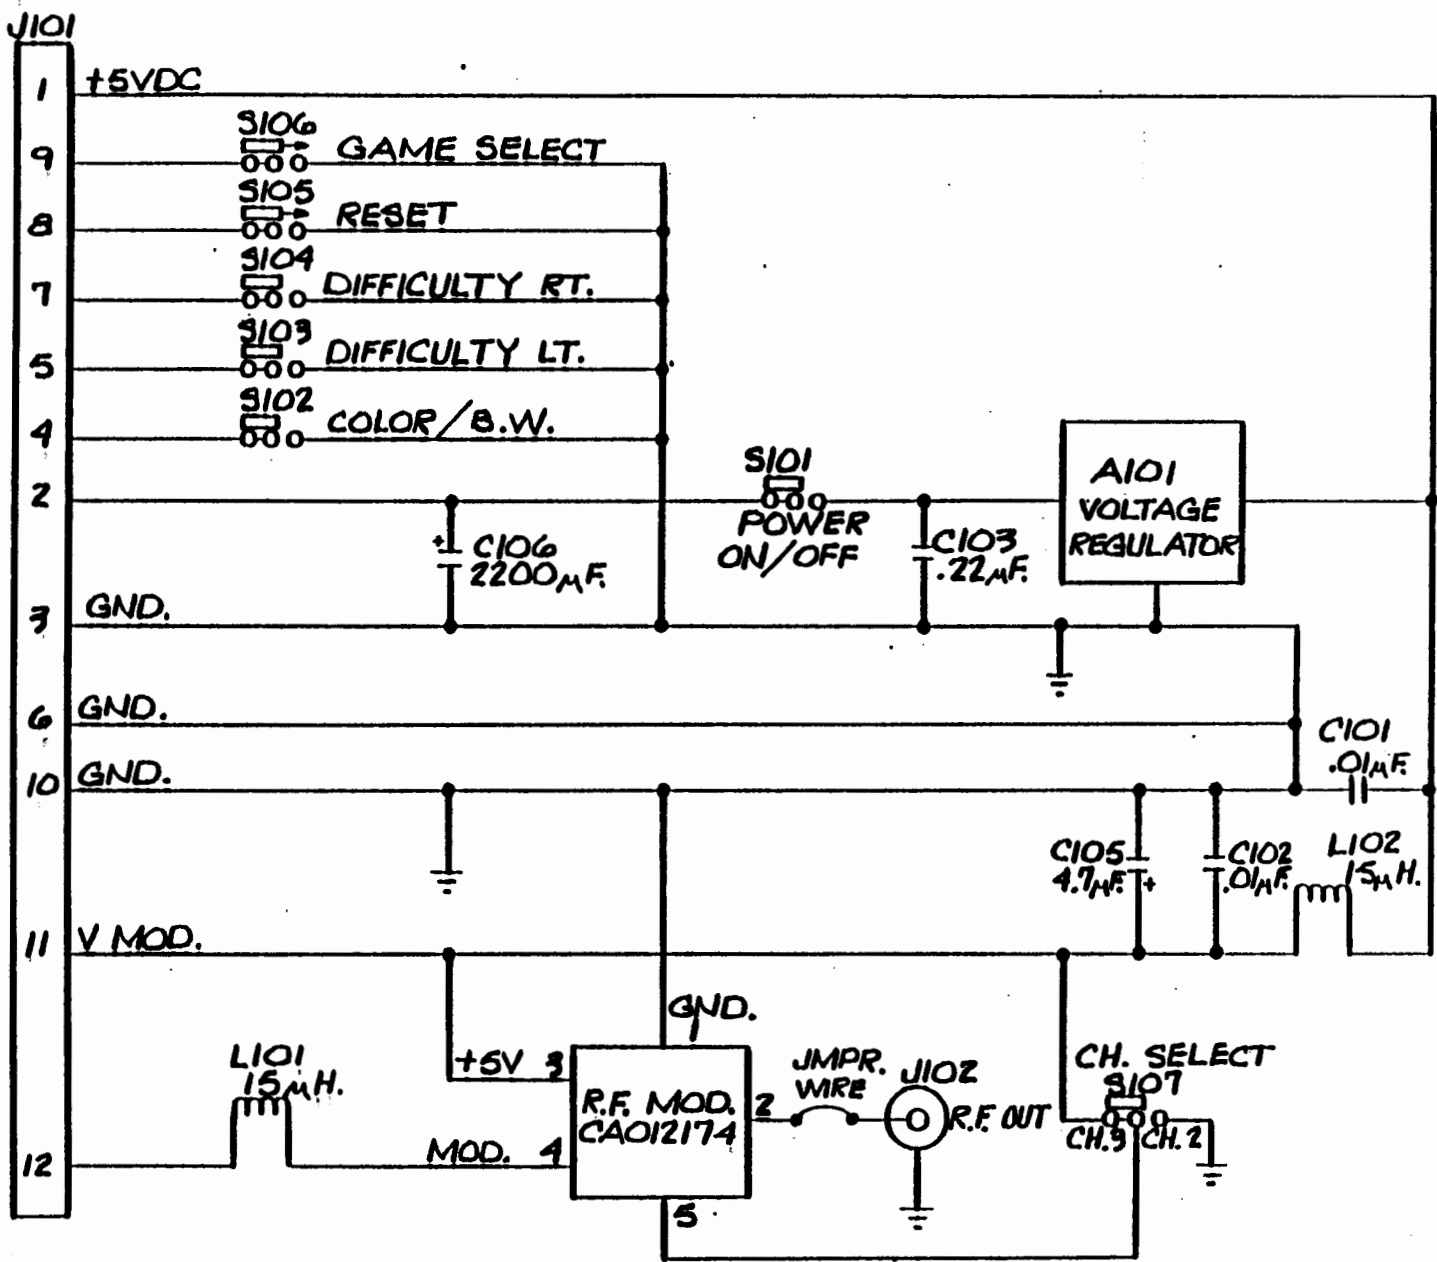 J101
1 +5VDC
S106
9 GAME SELECT
S105
8 RESET
S104
7 DIFFICULTY RT.
S103
5 DIFFICULTY LT.
S102
4 COLOR/B.W.
2
S101
POWER
ON/OFF
A101
VOLTAGE
REGULATOR
+ C106
2200µF.
C103
.22µF.
3 GND.
6 GND.
C101
.01µF.
10 GND.
C105
4.7µF. +
C102
.01µF.
L102
15µH.
11 V MOD.
GND.
1
L101
15µH.
+5V 3
R.F. MOD.
CA012174
2
JMPR.
WIRE
J102
R.F. OUT
CH. SELECT
S107
CH.3 CH.2
12 MOD. 4
5